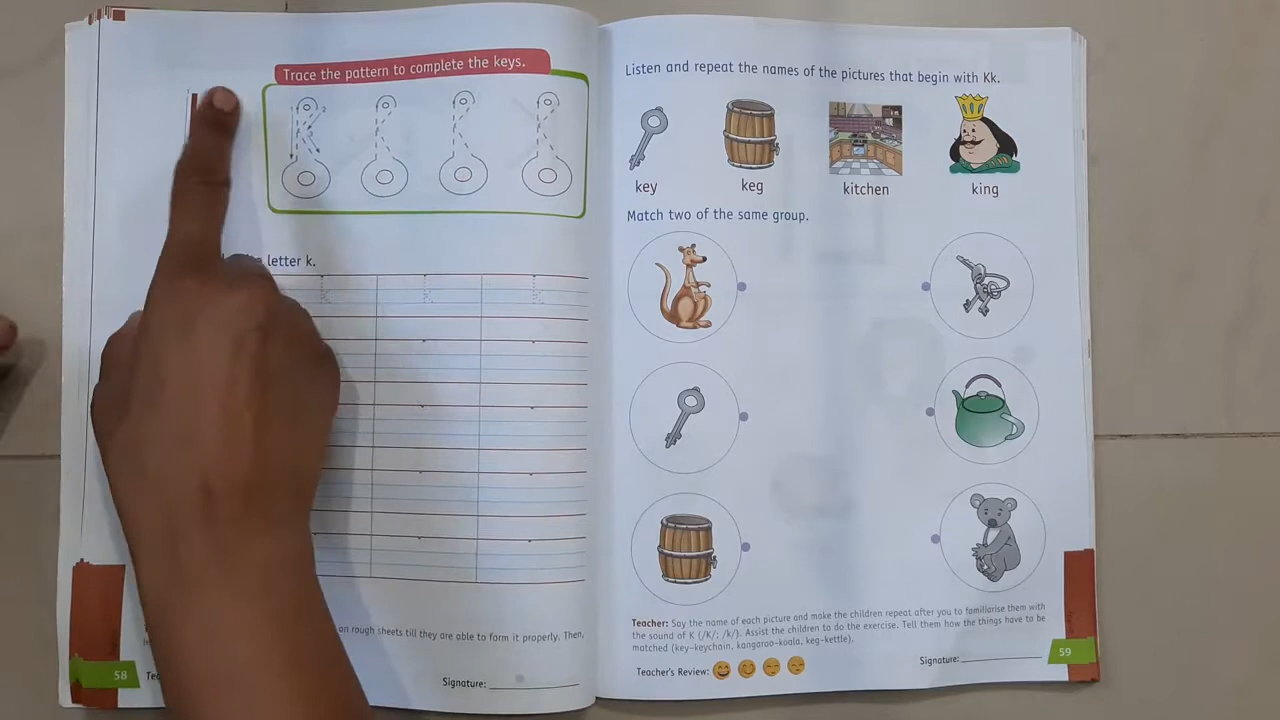 Trace the pattern to complete the keys.
letter k.
on rough sheets till they are able to form it properly. Then,
58
Signature:
Listen and repeat the names of the pictures that begin with Kk.
key keg kitchen king
Match two of the same group.
Teacher: Say the name of each picture and make the children repeat after you to familiarise them with
the sound of K (/K/; /k/). Assist the children to do the exercise. Tell them how the things have to be
matched (key-keychain, kangaroo-koala, keg-kettle).
Teacher's Review:
Signature:
59